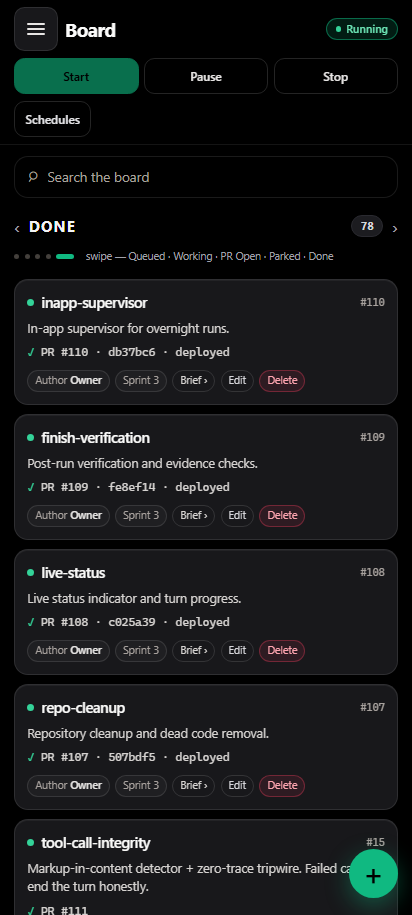 Board
Running
Start Pause Stop
Schedules
Search the board
‹ DONE 78 ›
swipe — Queued · Working · PR Open · Parked · Done
inapp-supervisor #110
In-app supervisor for overnight runs.
✓ PR #110 · db37bc6 · deployed
Author Owner Sprint 3 Brief › Edit Delete
finish-verification #109
Post-run verification and evidence checks.
✓ PR #109 · fe8ef14 · deployed
Author Owner Sprint 3 Brief › Edit Delete
live-status #108
Live status indicator and turn progress.
✓ PR #108 · c025a39 · deployed
Author Owner Sprint 3 Brief › Edit Delete
repo-cleanup #107
Repository cleanup and dead code removal.
✓ PR #107 · 507bdf5 · deployed
Author Owner Sprint 3 Brief › Edit Delete
tool-call-integrity #15
Markup-in-content detector + zero-trace tripwire. Failed
end the turn honestly.
✓ PR #111
+